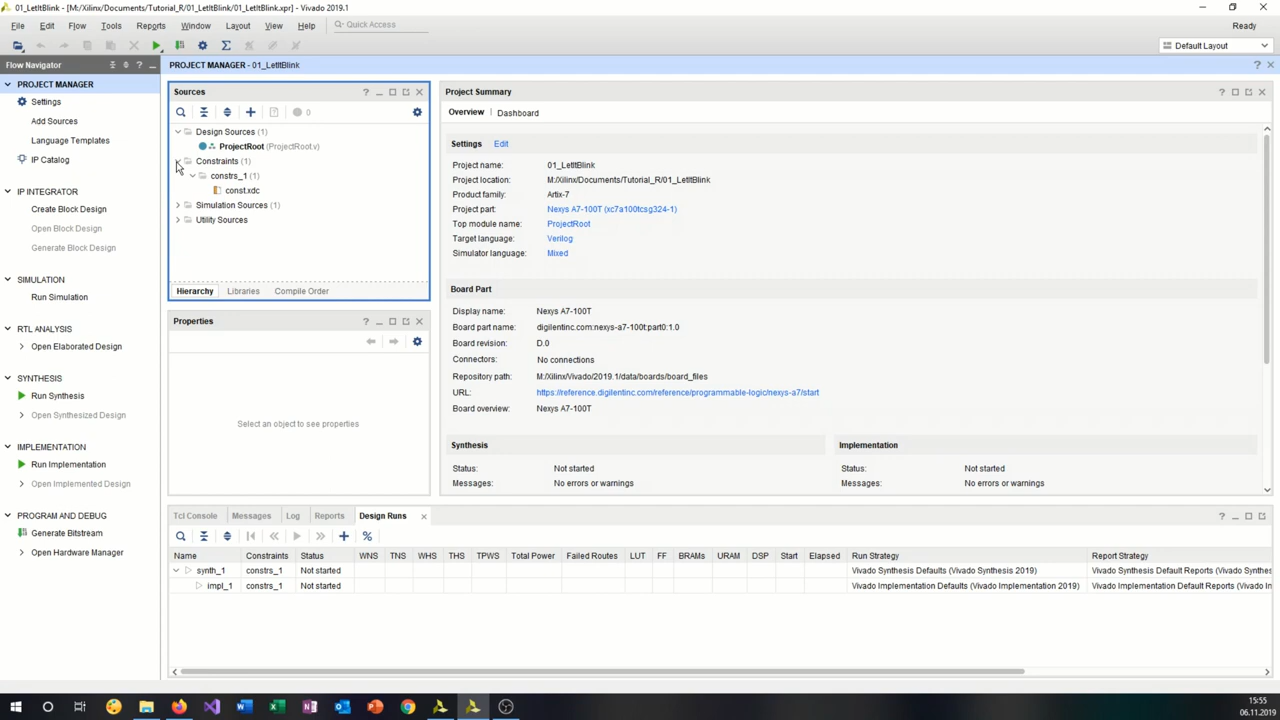 01_LetItBlink - [M:/Xilinx/Documents/Tutorial_R/01_LetItBlink/01_LetItBlink.xpr] - Vivado 2019.1
File Edit Flow Tools Reports Window Layout View Help Quick Access
Ready
Default Layout
Flow Navigator
PROJECT MANAGER
Settings
Add Sources
Language Templates
IP Catalog
IP INTEGRATOR
Create Block Design
Open Block Design
Generate Block Design
SIMULATION
Run Simulation
RTL ANALYSIS
Open Elaborated Design
SYNTHESIS
Run Synthesis
Open Synthesized Design
IMPLEMENTATION
Run Implementation
Open Implemented Design
PROGRAM AND DEBUG
Generate Bitstream
Open Hardware Manager
PROJECT MANAGER - 01_LetItBlink
Sources
0
Design Sources (1)
ProjectRoot (ProjectRoot.v)
Constraints (1)
constrs_1 (1)
const.xdc
Simulation Sources (1)
Utility Sources
Hierarchy Libraries Compile Order
Properties
Select an object to see properties
Project Summary
Overview Dashboard
Settings Edit
Project name: 01_LetItBlink
Project location: M:/Xilinx/Documents/Tutorial_R/01_LetItBlink
Product family: Artix-7
Project part: Nexys A7-100T (xc7a100tcsg324-1)
Top module name: ProjectRoot
Target language: Verilog
Simulator language: Mixed
Board Part
Display name: Nexys A7-100T
Board part name: digilentinc.com:nexys-a7-100t:part0:1.0
Board revision: D.0
Connectors: No connections
Repository path: M:/Xilinx/Vivado/2019.1/data/boards/board_files
URL: https://reference.digilentinc.com/reference/programmable-logic/nexys-a7/start
Board overview: Nexys A7-100T
Synthesis Implementation
Status: Not started Status: Not started
Messages: No errors or warnings Messages: No errors or warnings
Tcl Console Messages Log Reports Design Runs
Name Constraints Status WNS TNS WHS THS TPWS Total Power Failed Routes LUT FF BRAMs URAM DSP Start Elapsed Run Strategy Report Strategy
synth_1 constrs_1 Not started Vivado Synthesis Defaults (Vivado Synthesis 2019) Vivado Synthesis Default Reports (Vivado Synthes
impl_1 constrs_1 Not started Vivado Implementation Defaults (Vivado Implementation 2019) Vivado Implementation Default Reports (Vivado Im
15:55
06.11.2019